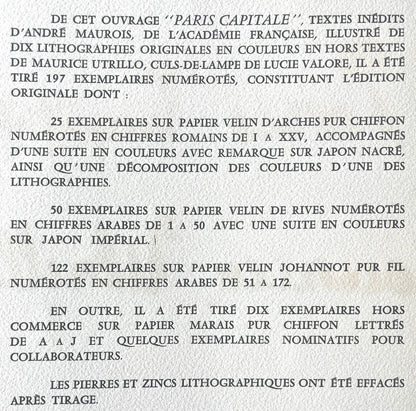 DE CET OUVRAGE "PARIS CAPITALE", TEXTES INÉDITS
D'ANDRÉ MAUROIS, DE L'ACADÉMIE FRANÇAISE, ILLUSTRÉ DE
DIX LITHOGRAPHIES ORIGINALES EN COULEURS EN HORS TEXTES
DE MAURICE UTRILLO, CULS-DE-LAMPE DE LUCIE VALORE, IL A ÉTÉ
TIRÉ 197 EXEMPLAIRES NUMÉROTÉS, CONSTITUANT L'ÉDITION
ORIGINALE DONT :
25 EXEMPLAIRES SUR PAPIER VELIN D'ARCHES PUR CHIFFON
NUMÉROTÉS EN CHIFFRES ROMAINS DE I A XXV, ACCOMPAGNÉS
D'UNE SUITE EN COULEURS AVEC REMARQUE SUR JAPON NACRÉ,
AINSI QU'UNE DÉCOMPOSITION DES COULEURS D'UNE DES
LITHOGRAPHIES.
50 EXEMPLAIRES SUR PAPIER VELIN DE RIVES NUMÉROTÉS
EN CHIFFRES ARABES DE 1 A 50 AVEC UNE SUITE EN COULEURS
SUR JAPON IMPÉRIAL.
122 EXEMPLAIRES SUR PAPIER VELIN JOHANNOT PUR FIL
NUMÉROTÉS EN CHIFFRES ARABES DE 51 A 172.
EN OUTRE, IL A ÉTÉ TIRÉ DIX EXEMPLAIRES HORS
COMMERCE SUR PAPIER MARAIS PUR CHIFFON LETTRÉS
DE A A J ET QUELQUES EXEMPLAIRES NOMINATIFS POUR
COLLABORATEURS.
LES PIERRES ET ZINCS LITHOGRAPHIQUES ONT ÉTÉ EFFACÉS
APRÈS TIRAGE.